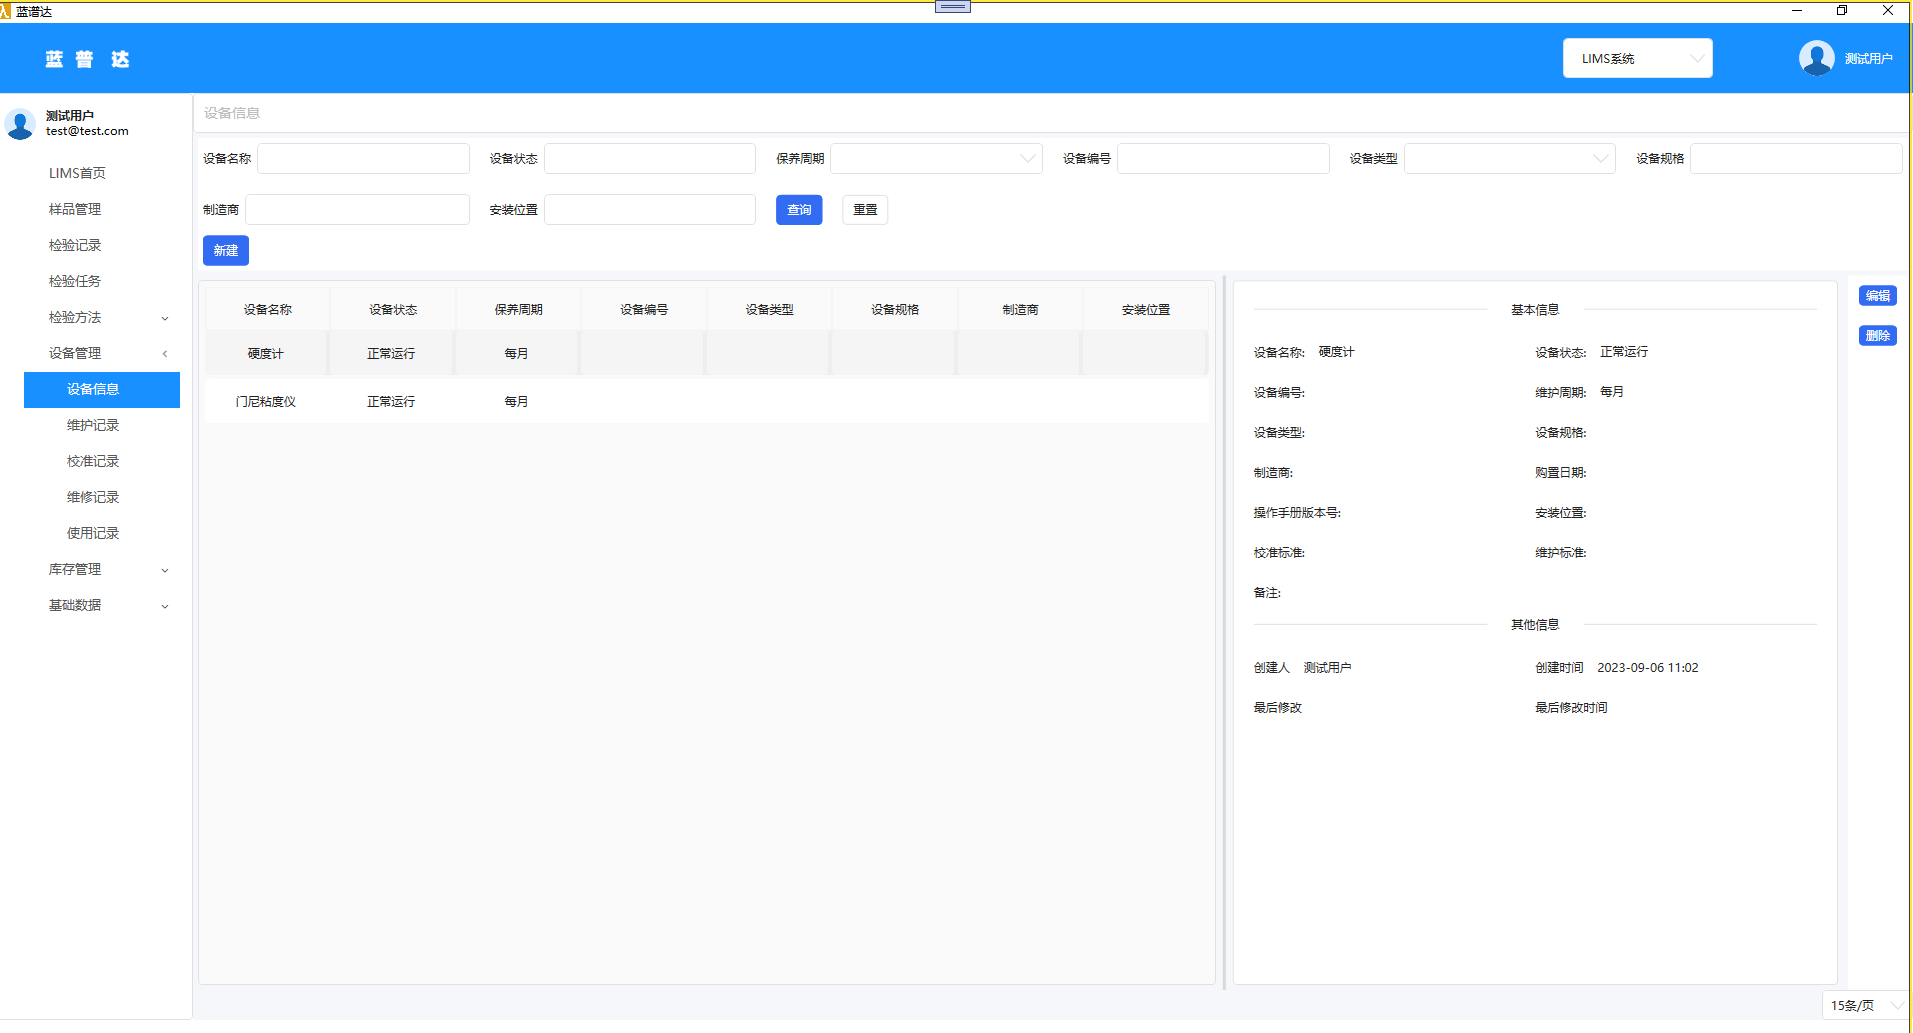 蓝谱达
蓝普达
LIMS系统
测试用户
测试用户
test@test.com
LIMS首页
样品管理
检验记录
检验任务
检验方法
设备管理
设备信息
维护记录
校准记录
维修记录
使用记录
库存管理
基础数据
设备信息
设备名称 设备状态 保养周期 设备编号 设备类型 设备规格
制造商 安装位置 查询 重置
新建
设备名称 设备状态 保养周期 设备编号 设备类型 设备规格 制造商 安装位置
硬度计 正常运行 每月
门尼粘度仪 正常运行 每月
基本信息
设备名称: 硬度计 设备状态: 正常运行
设备编号: 维护周期: 每月
设备类型: 设备规格:
制造商: 购置日期:
操作手册版本号: 安装位置:
校准标准: 维护标准:
备注:
其他信息
创建人 测试用户 创建时间 2023-09-06 11:02
最后修改 最后修改时间
编辑
删除
15条/页